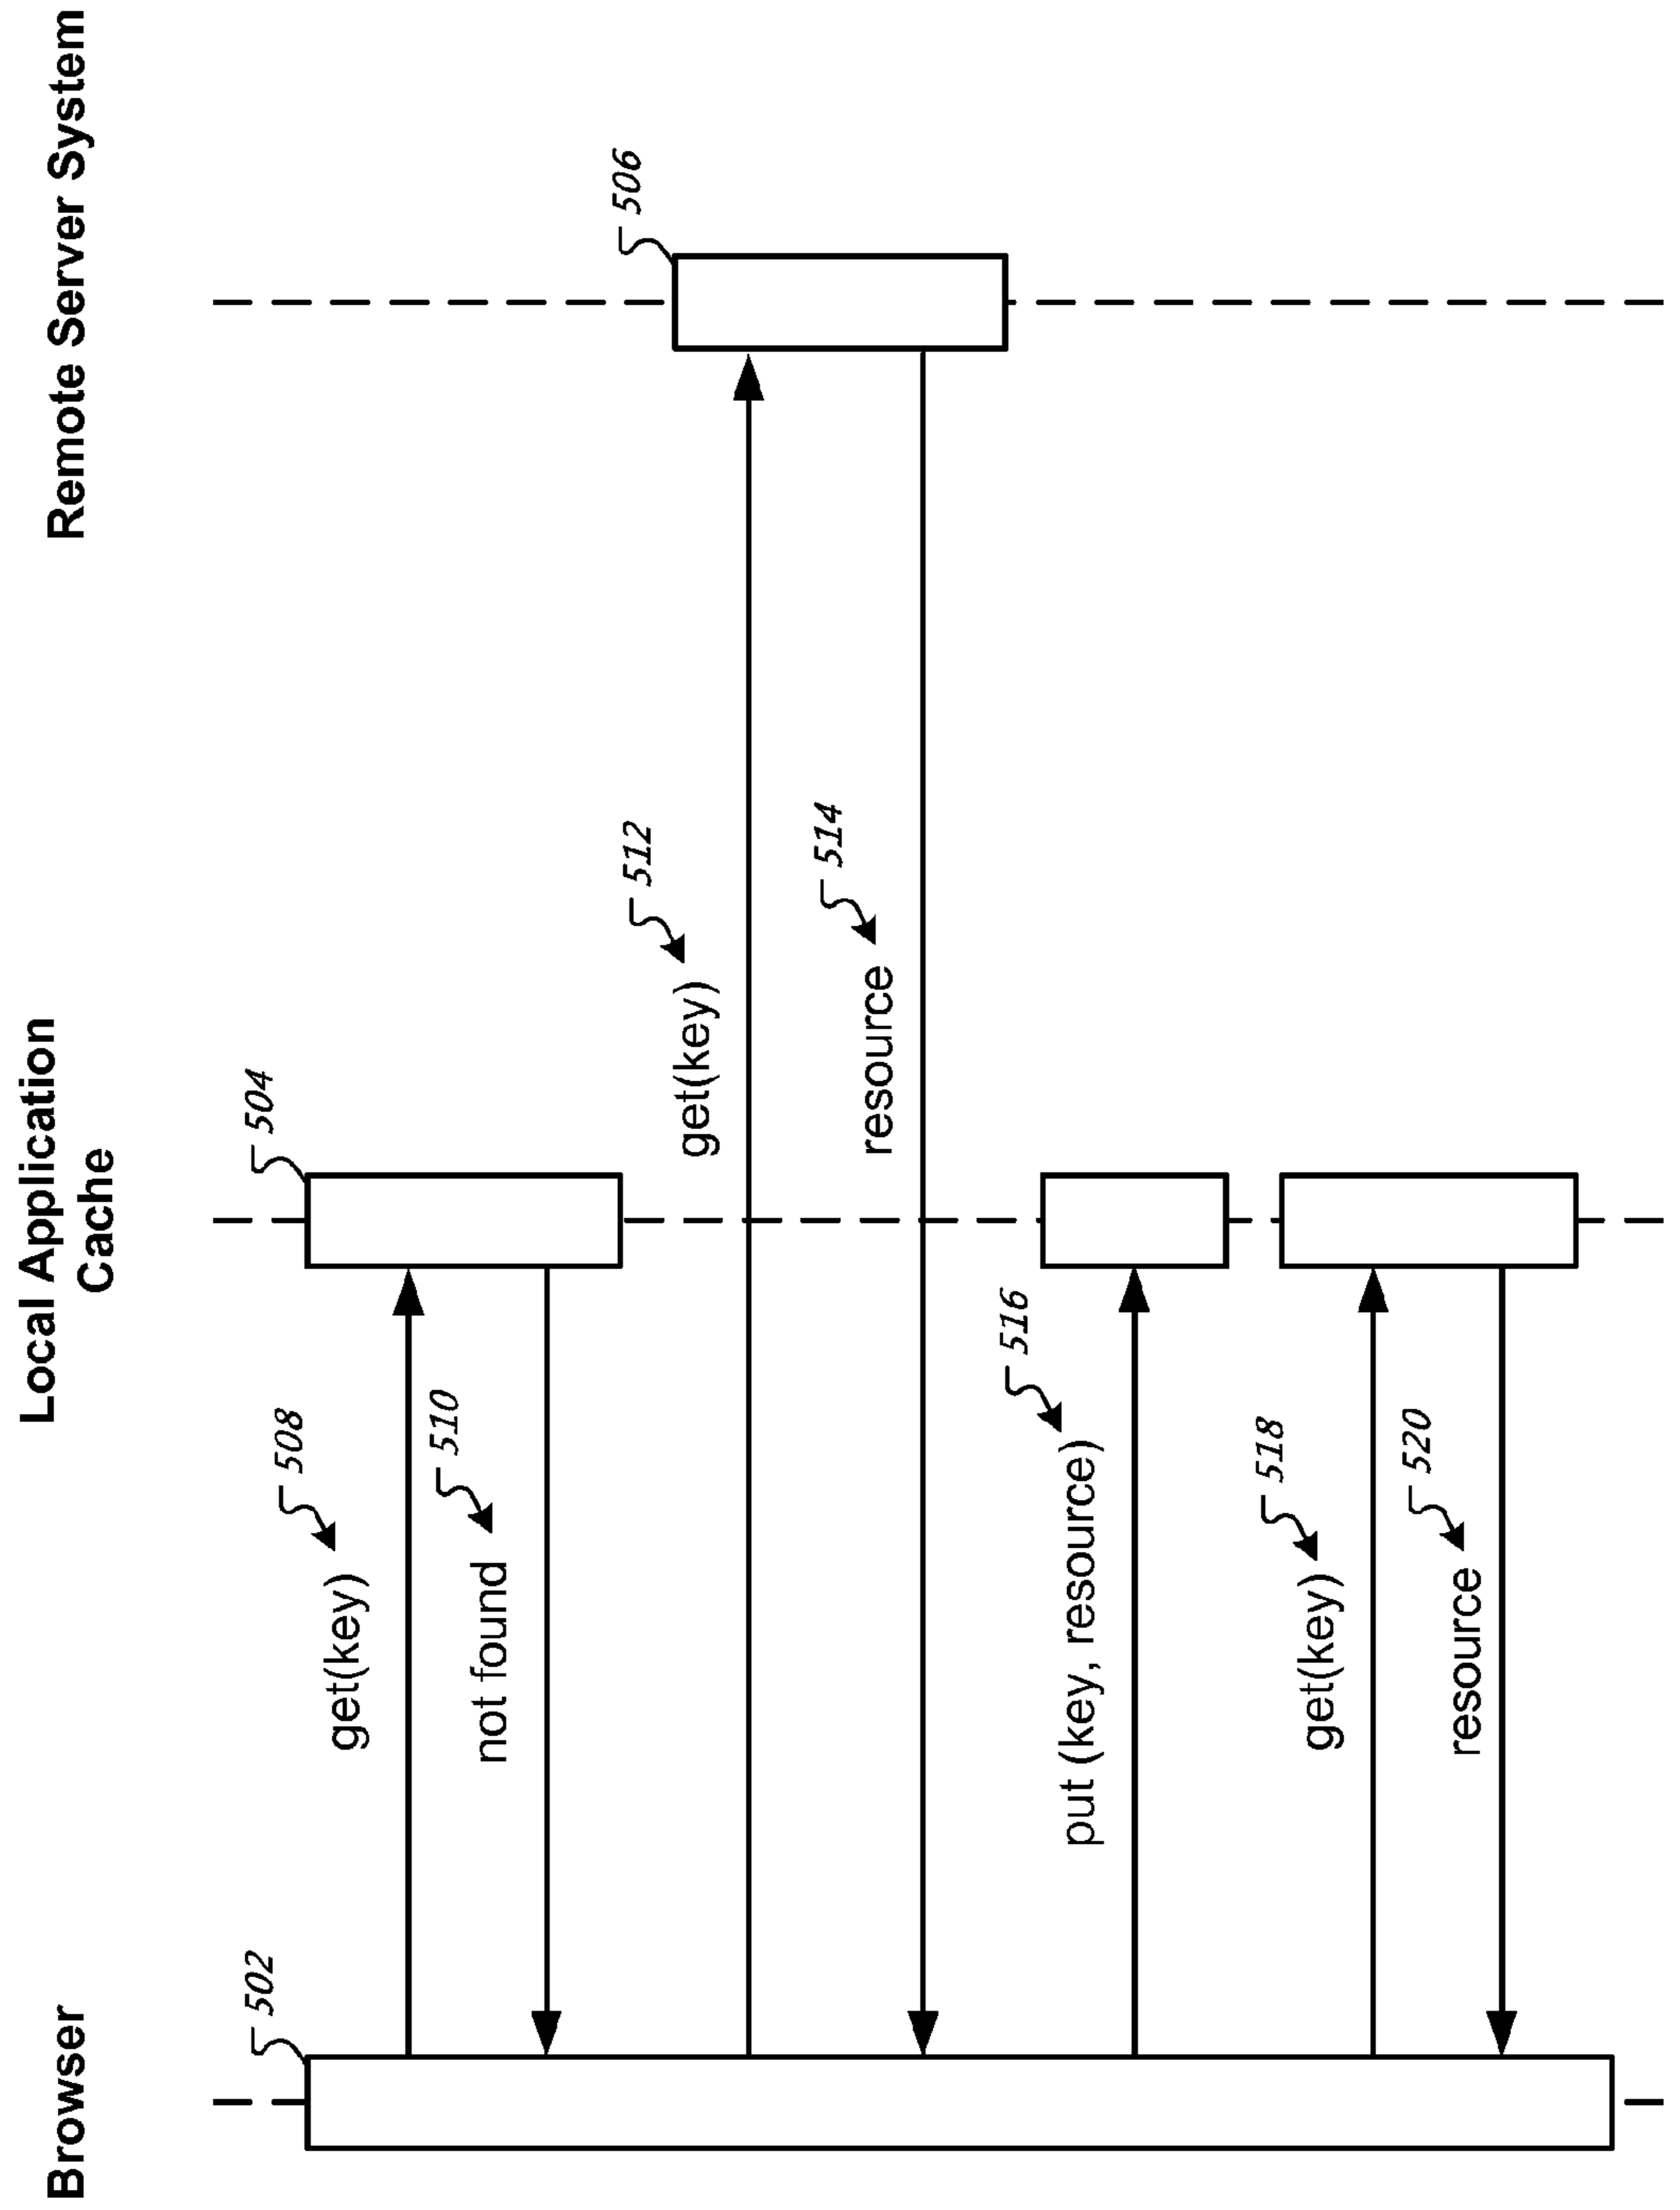 Browser
Local Application
Cache
Remote Server System
502
504
506
get(key)
508
not found
510
get(key)
512
resource
514
put (key, resource)
516
get(key)
518
resource
520